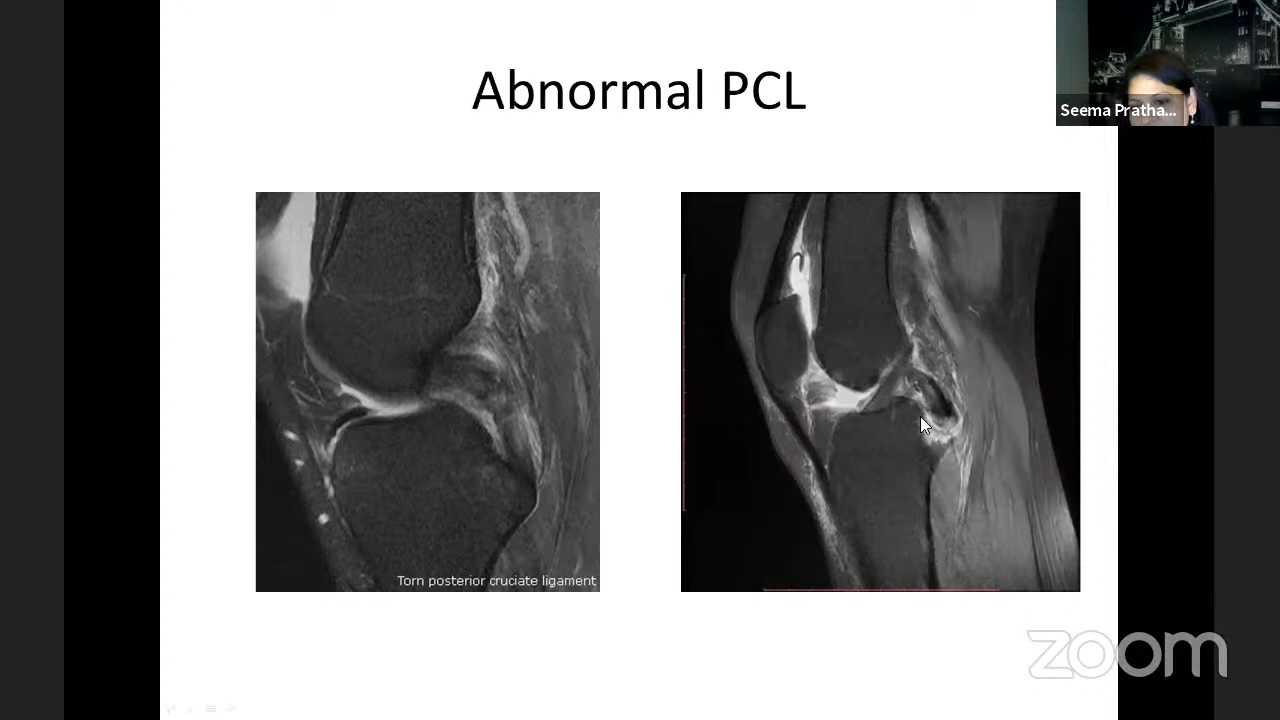 Abnormal PCL
Seema Pratha...
Torn posterior cruciate ligament
zoom